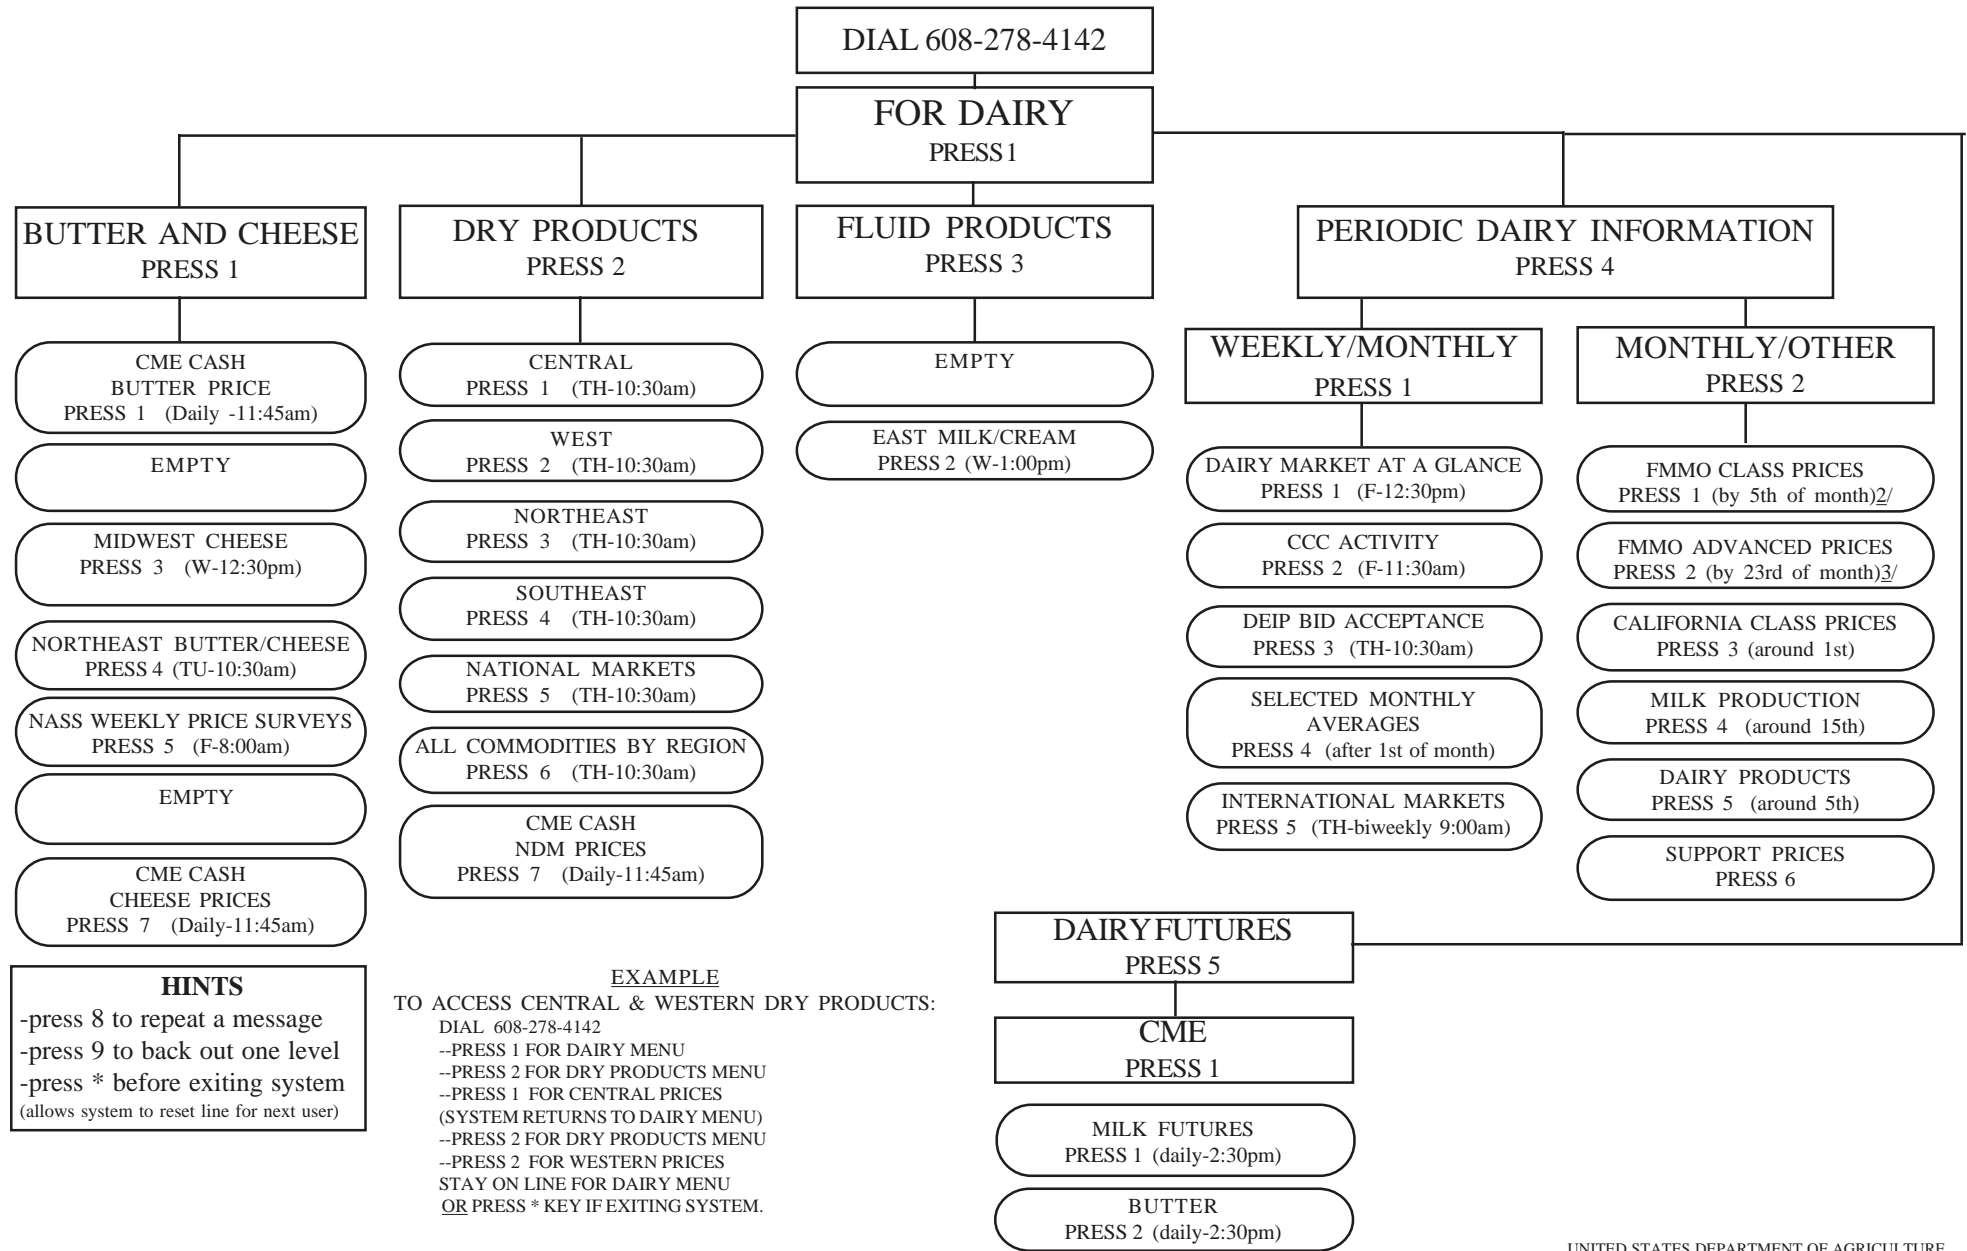 DIAL 608-278-4142
FOR DAIRY
PRESS 1
BUTTER AND CHEESE
PRESS 1
CME CASH
BUTTER PRICE
PRESS 1 (Daily -11:45am)
EMPTY
MIDWEST CHEESE
PRESS 3 (W-12:30pm)
NORTHEAST BUTTER/CHEESE
PRESS 4 (TU-10:30am)
NASS WEEKLY PRICE SURVEYS
PRESS 5 (F-8:00am)
EMPTY
CME CASH
CHEESE PRICES
PRESS 7 (Daily-11:45am)
DRY PRODUCTS
PRESS 2
CENTRAL
PRESS 1 (TH-10:30am)
WEST
PRESS 2 (TH-10:30am)
NORTHEAST
PRESS 3 (TH-10:30am)
SOUTHEAST
PRESS 4 (TH-10:30am)
NATIONAL MARKETS
PRESS 5 (TH-10:30am)
ALL COMMODITIES BY REGION
PRESS 6 (TH-10:30am)
CME CASH
NDM PRICES
PRESS 7 (Daily-11:45am)
FLUID PRODUCTS
PRESS 3
EMPTY
EAST MILK/CREAM
PRESS 2 (W-1:00pm)
PERIODIC DAIRY INFORMATION
PRESS 4
WEEKLY/MONTHLY
PRESS 1
DAIRY MARKET AT A GLANCE
PRESS 1 (F-12:30pm)
CCC ACTIVITY
PRESS 2 (F-11:30am)
DEIP BID ACCEPTANCE
PRESS 3 (TH-10:30am)
SELECTED MONTHLY
AVERAGES
PRESS 4 (after 1st of month)
INTERNATIONAL MARKETS
PRESS 5 (TH-biweekly 9:00am)
MONTHLY/OTHER
PRESS 2
FMMO CLASS PRICES
PRESS 1 (by 5th of month)2/
FMMO ADVANCED PRICES
PRESS 2 (by 23rd of month)3/
CALIFORNIA CLASS PRICES
PRESS 3 (around 1st)
MILK PRODUCTION
PRESS 4 (around 15th)
DAIRY PRODUCTS
PRESS 5 (around 5th)
SUPPORT PRICES
PRESS 6
DAIRY FUTURES
PRESS 5
CME
PRESS 1
MILK FUTURES
PRESS 1 (daily-2:30pm)
BUTTER
PRESS 2 (daily-2:30pm)
HINTS
-press 8 to repeat a message
-press 9 to back out one level
-press * before exiting system
(allows system to reset line for next user)
EXAMPLE
TO ACCESS CENTRAL & WESTERN DRY PRODUCTS:
DIAL 608-278-4142
--PRESS 1 FOR DAIRY MENU
--PRESS 2 FOR DRY PRODUCTS MENU
--PRESS 1 FOR CENTRAL PRICES
(SYSTEM RETURNS TO DAIRY MENU)
--PRESS 2 FOR DRY PRODUCTS MENU
--PRESS 2 FOR WESTERN PRICES
STAY ON LINE FOR DAIRY MENU
OR PRESS * KEY IF EXITING SYSTEM.
UNITED STATES DEPARTMENT OF AGRICULTURE